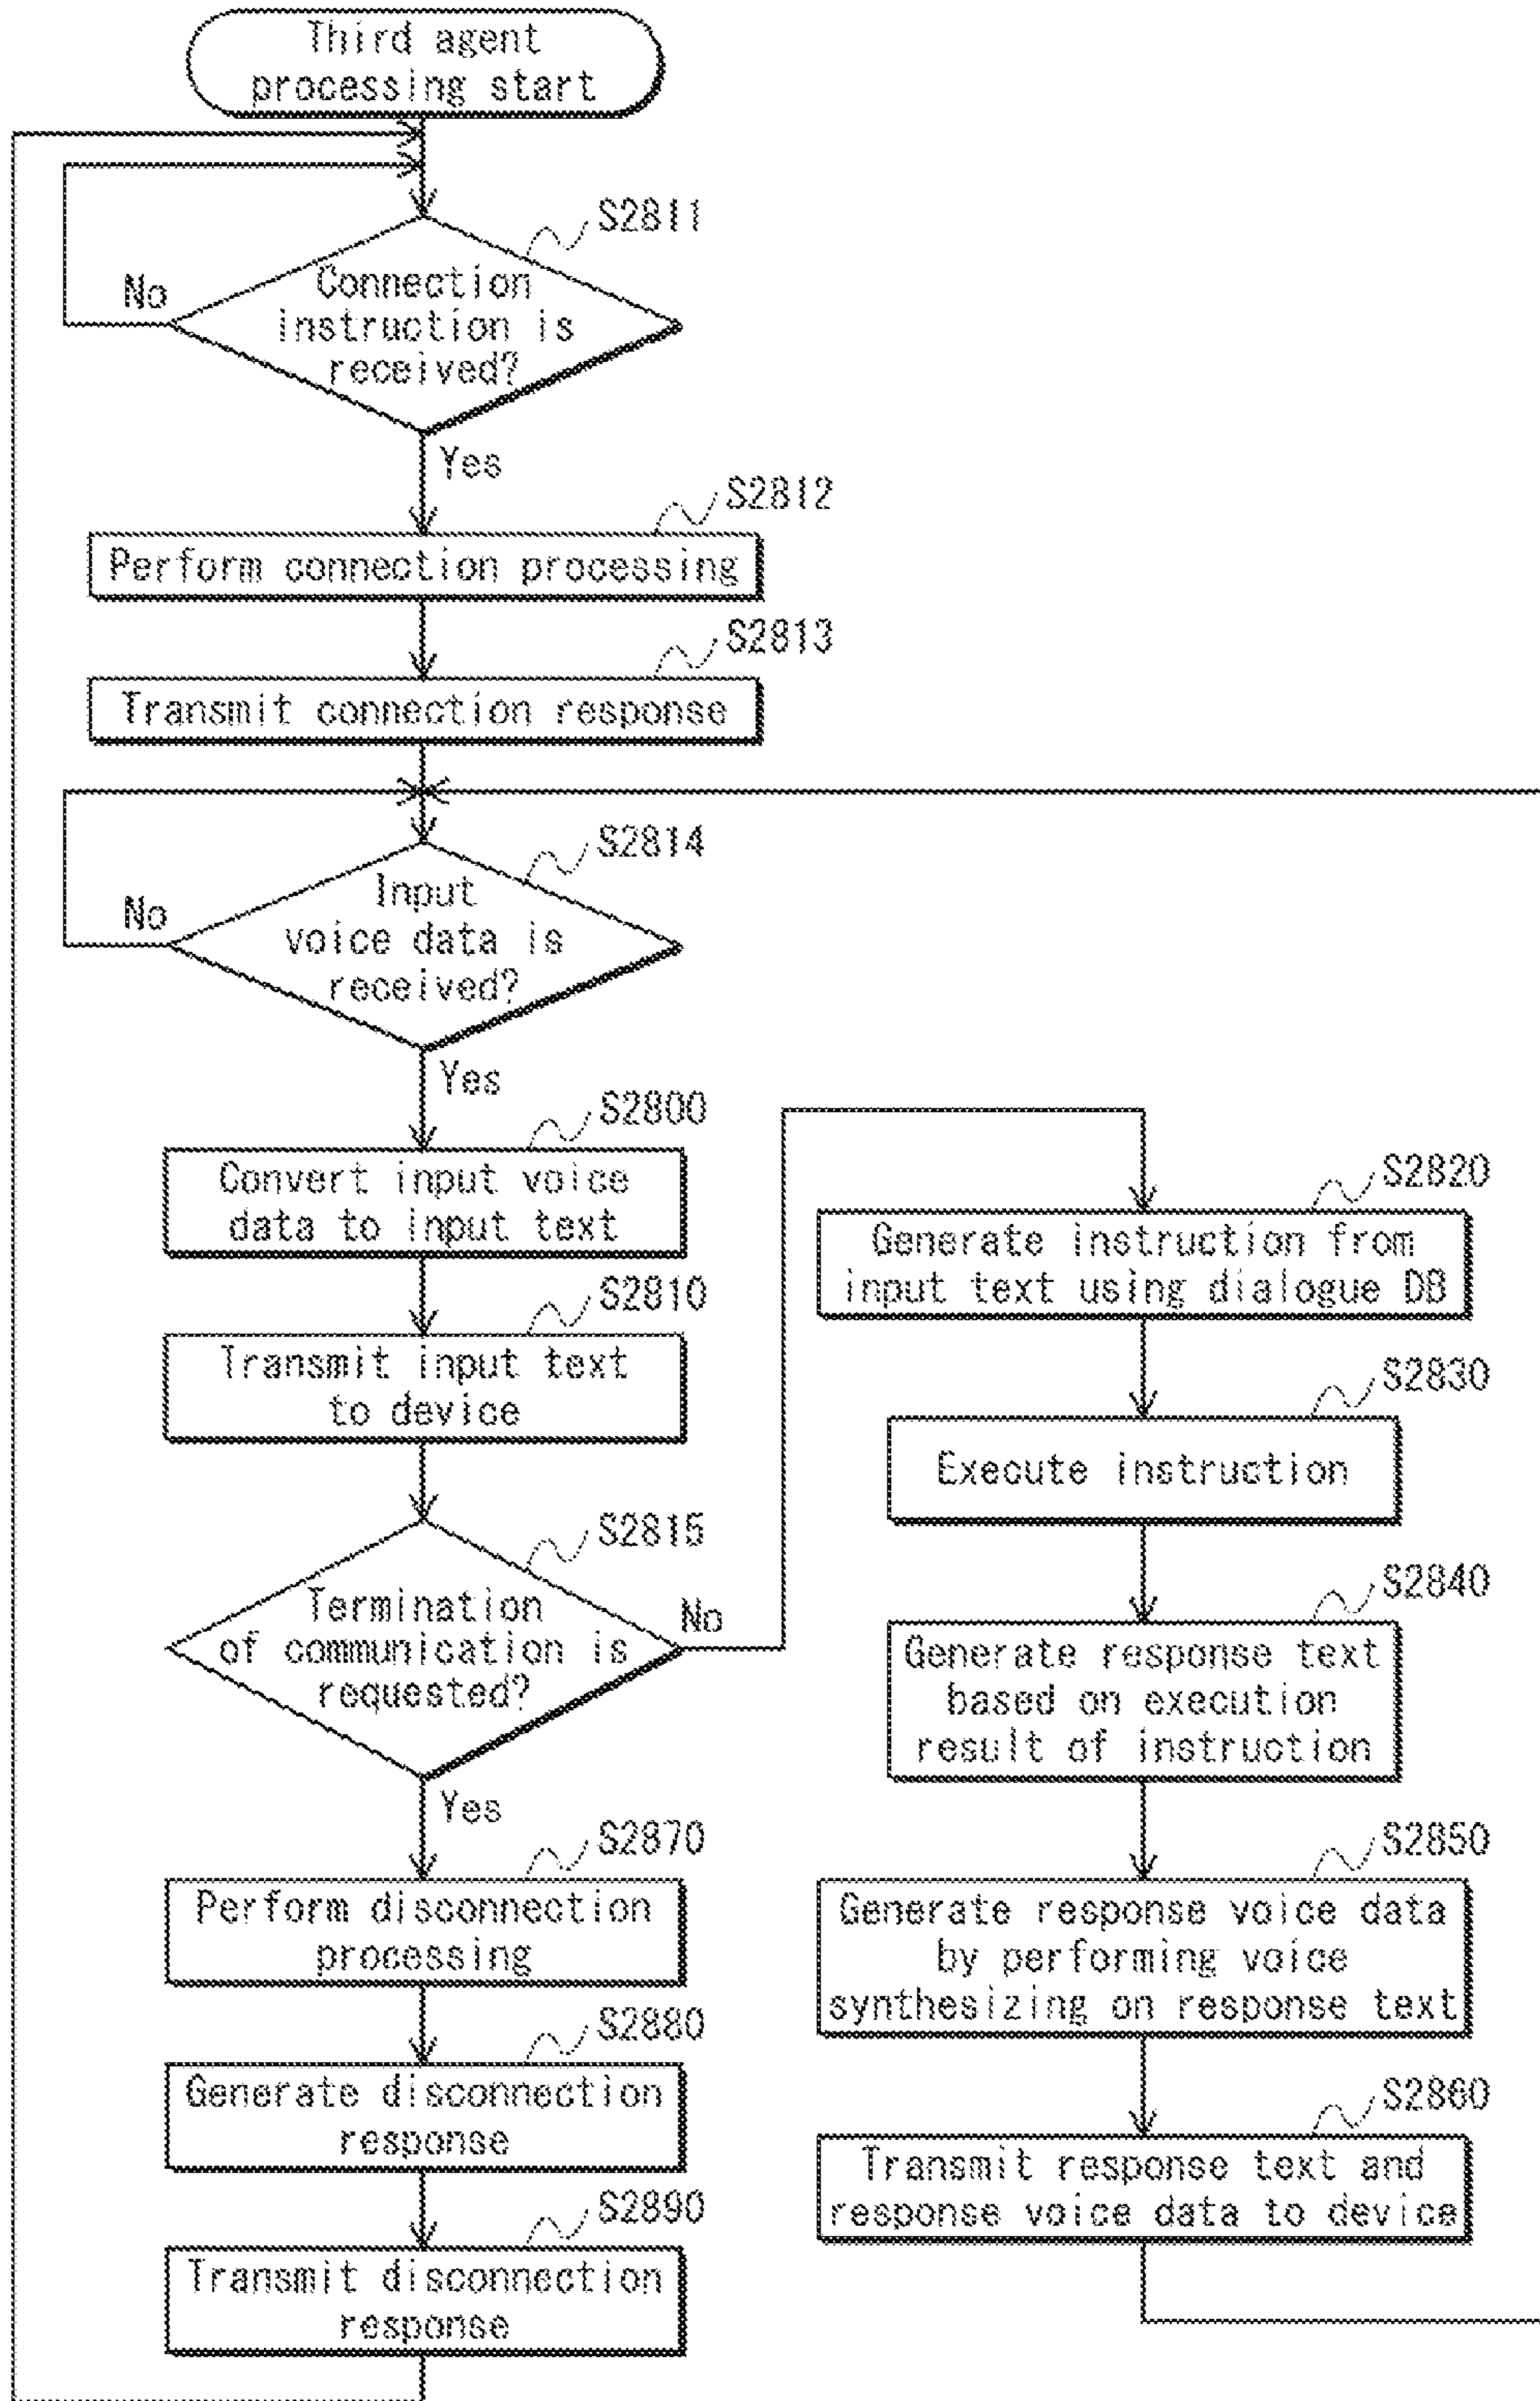 Third agent
processing start
S2811
No
Connection
instruction is
received?
Yes
S2812
Perform connection processing
S2813
Transmit connection response
S2814
No
Input
voice data is
received?
Yes
S2800
Convert input voice
data to input text
S2810
Transmit input text
to device
S2815
Termination
of communication is
requested?
No
Yes
S2870
Perform disconnection
processing
S2880
Generate disconnection
response
S2890
Transmit disconnection
response
S2820
Generate instruction from
input text using dialogue DB
S2830
Execute instruction
S2840
Generate response text
based on execution
result of instruction
S2850
Generate response voice data
by performing voice
synthesizing on response text
S2860
Transmit response text and
response voice data to device